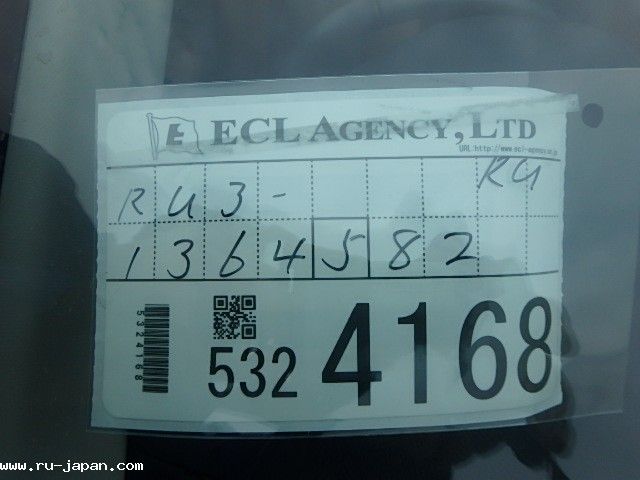 E ECL AGENCY, LTD
URL:http://www.ecl-agency.co.jp
RU
RU3-
1364582
5324168
532 4168
www.ru-japan.com